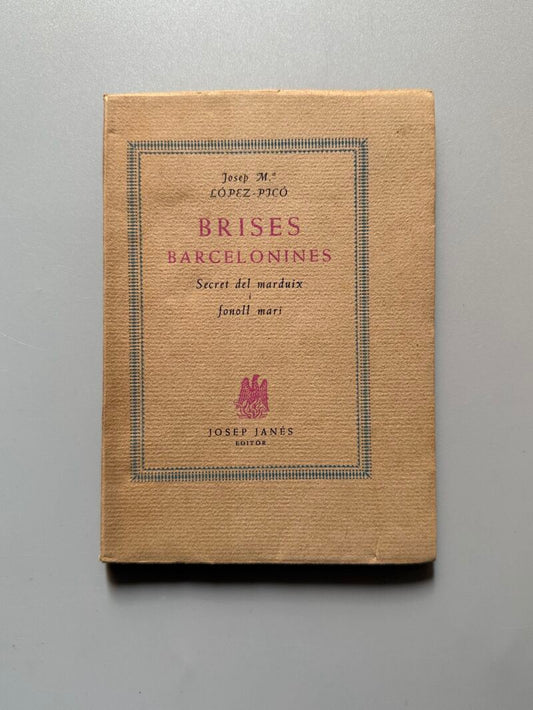 Josep M.ª
LÓPEZ-PICÓ
BRISES
BARCELONINES
Secret del marduix
i
fonoll marí
JOSEP JANÉS
EDITOR